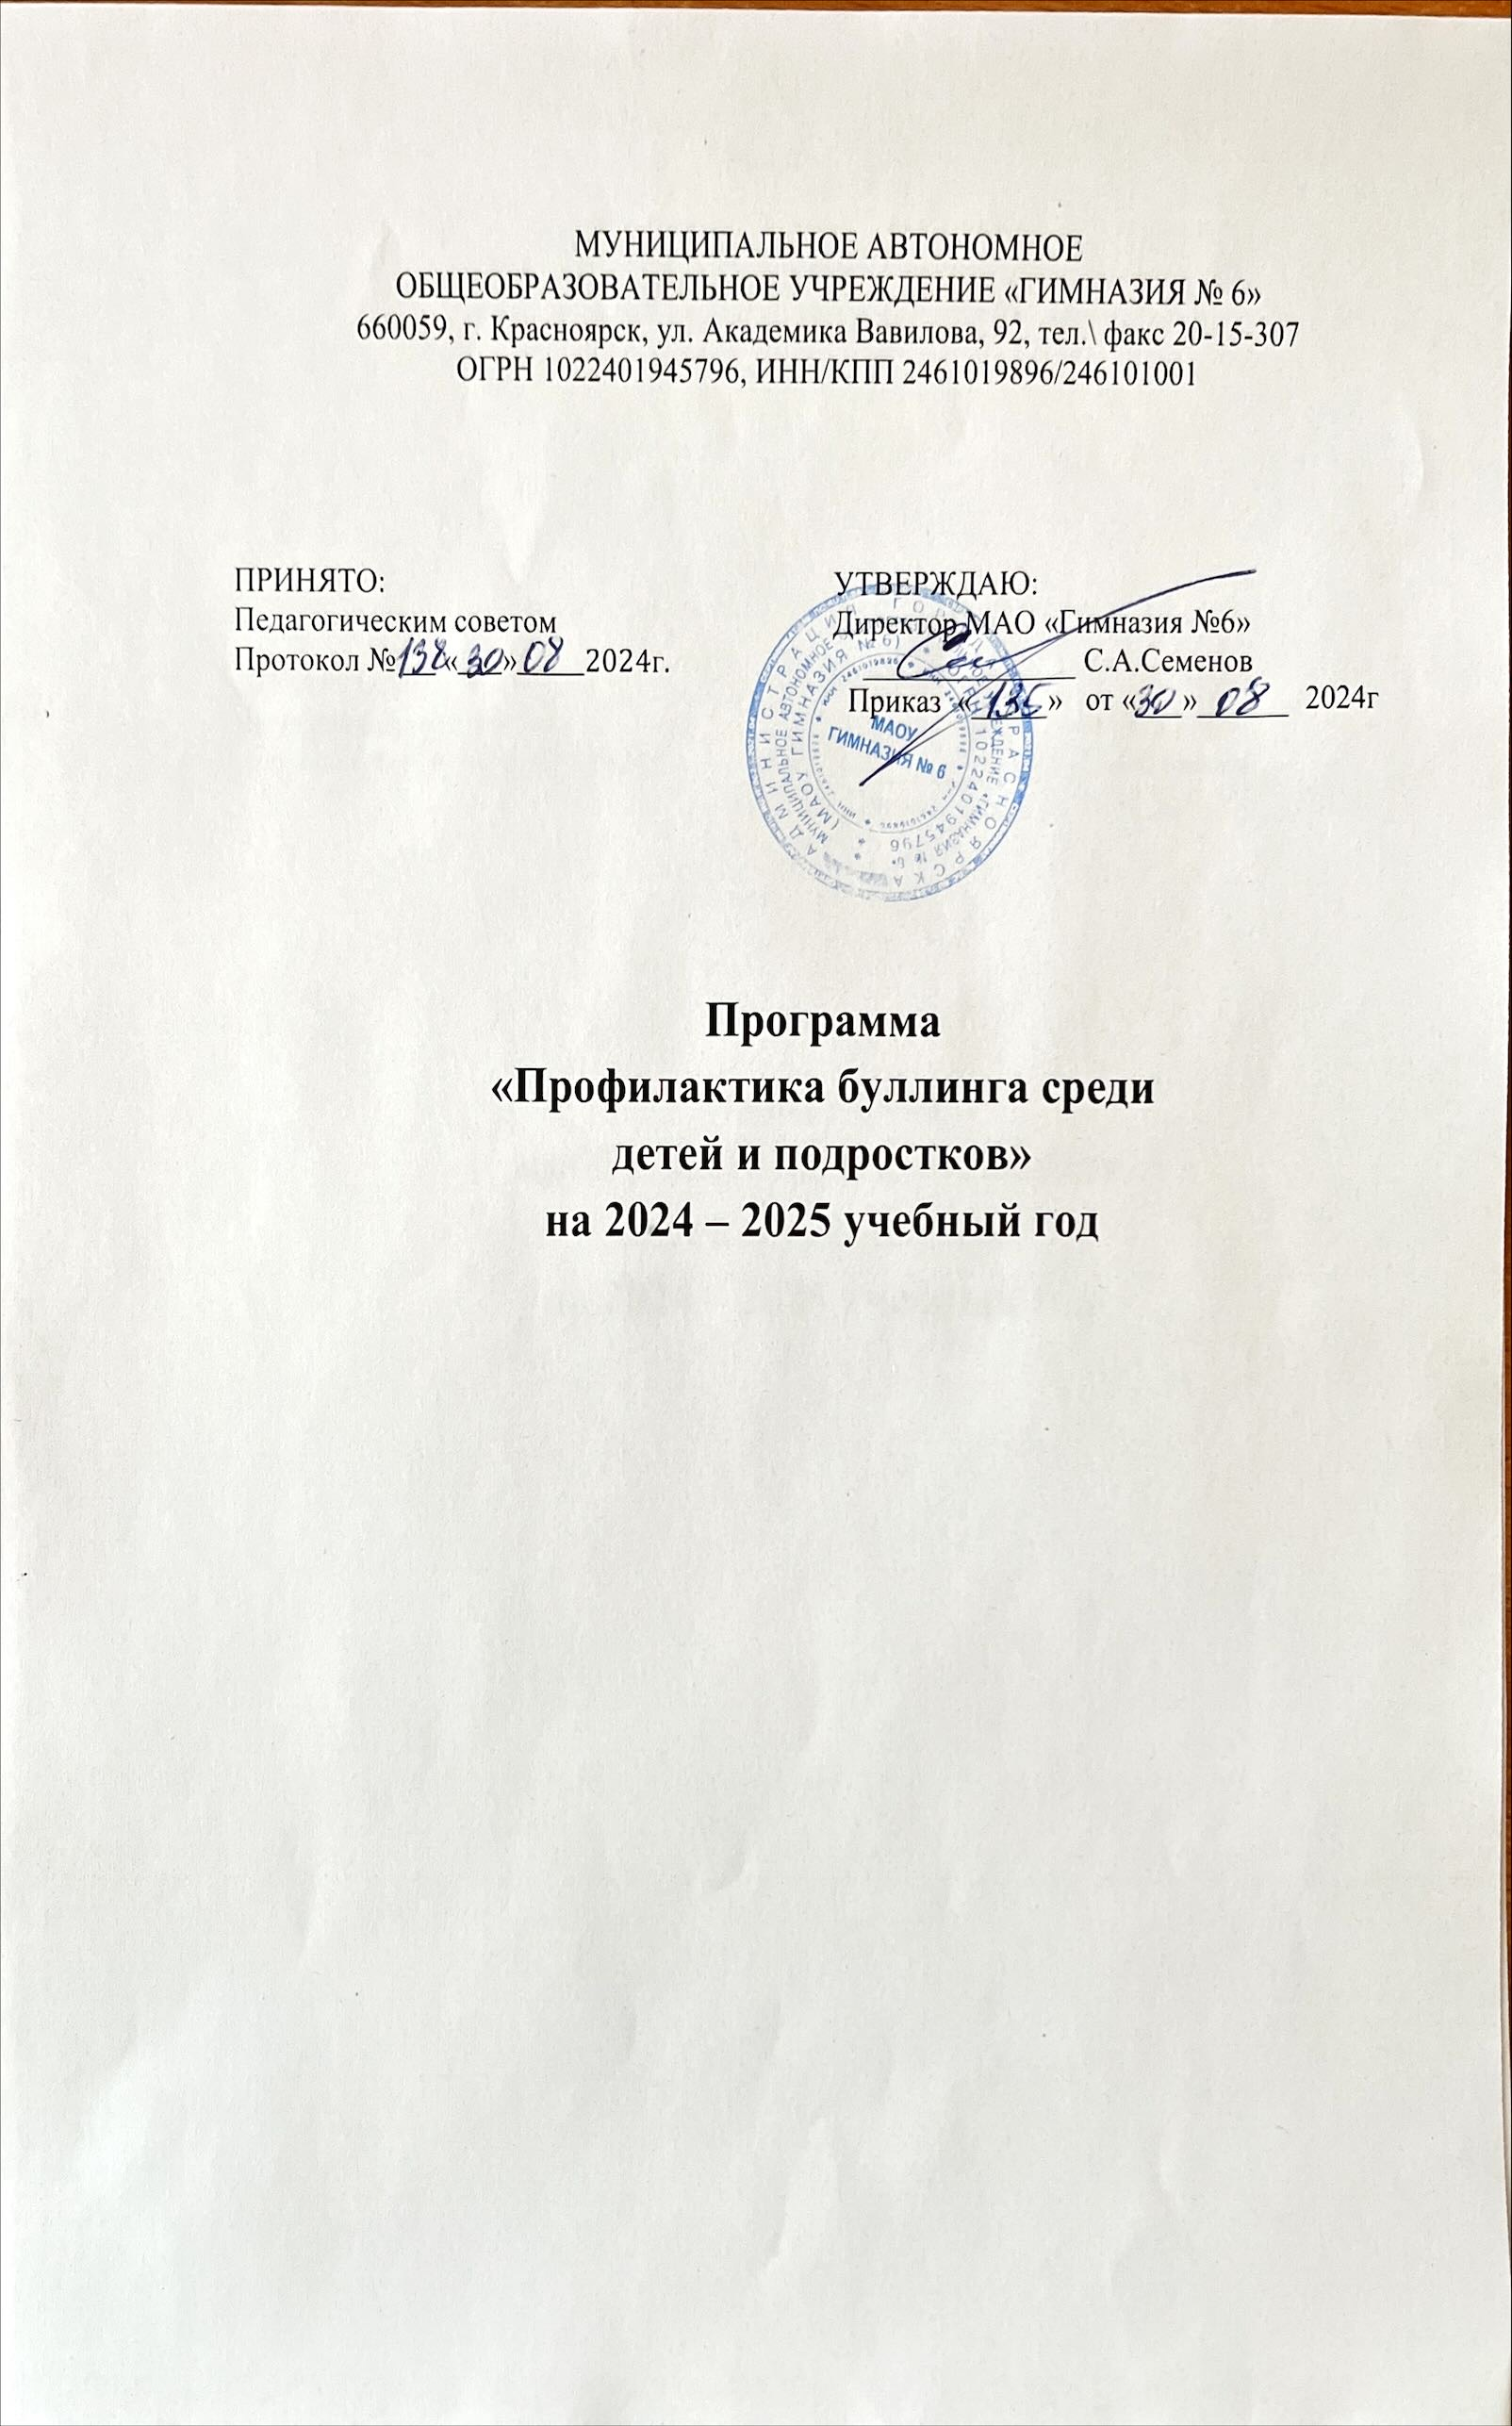 МУНИЦИПАЛЬНОЕ АВТОНОМНОЕ
ОБЩЕОБРАЗОВАТЕЛЬНОЕ УЧРЕЖДЕНИЕ «ГИМНАЗИЯ № 6»
660059, г. Красноярск, ул. Академика Вавилова, 92, тел.\ факс 20-15-307
ОГРН 1022401945796, ИНН/КПП 2461019896/246101001
ПРИНЯТО:
Педагогическим советом
Протокол №138« 30»08 2024г.
УТВЕРЖДАЮ:
Директор МАО «Гимназия №6»
С.А.Семенов
Приказ « » от «30 » 08 2024г
МАОУ
ГИМНАЗИЯ № 6
Программа
«Профилактика буллинга среди
детей и подростков»
на 2024 – 2025 учебный год